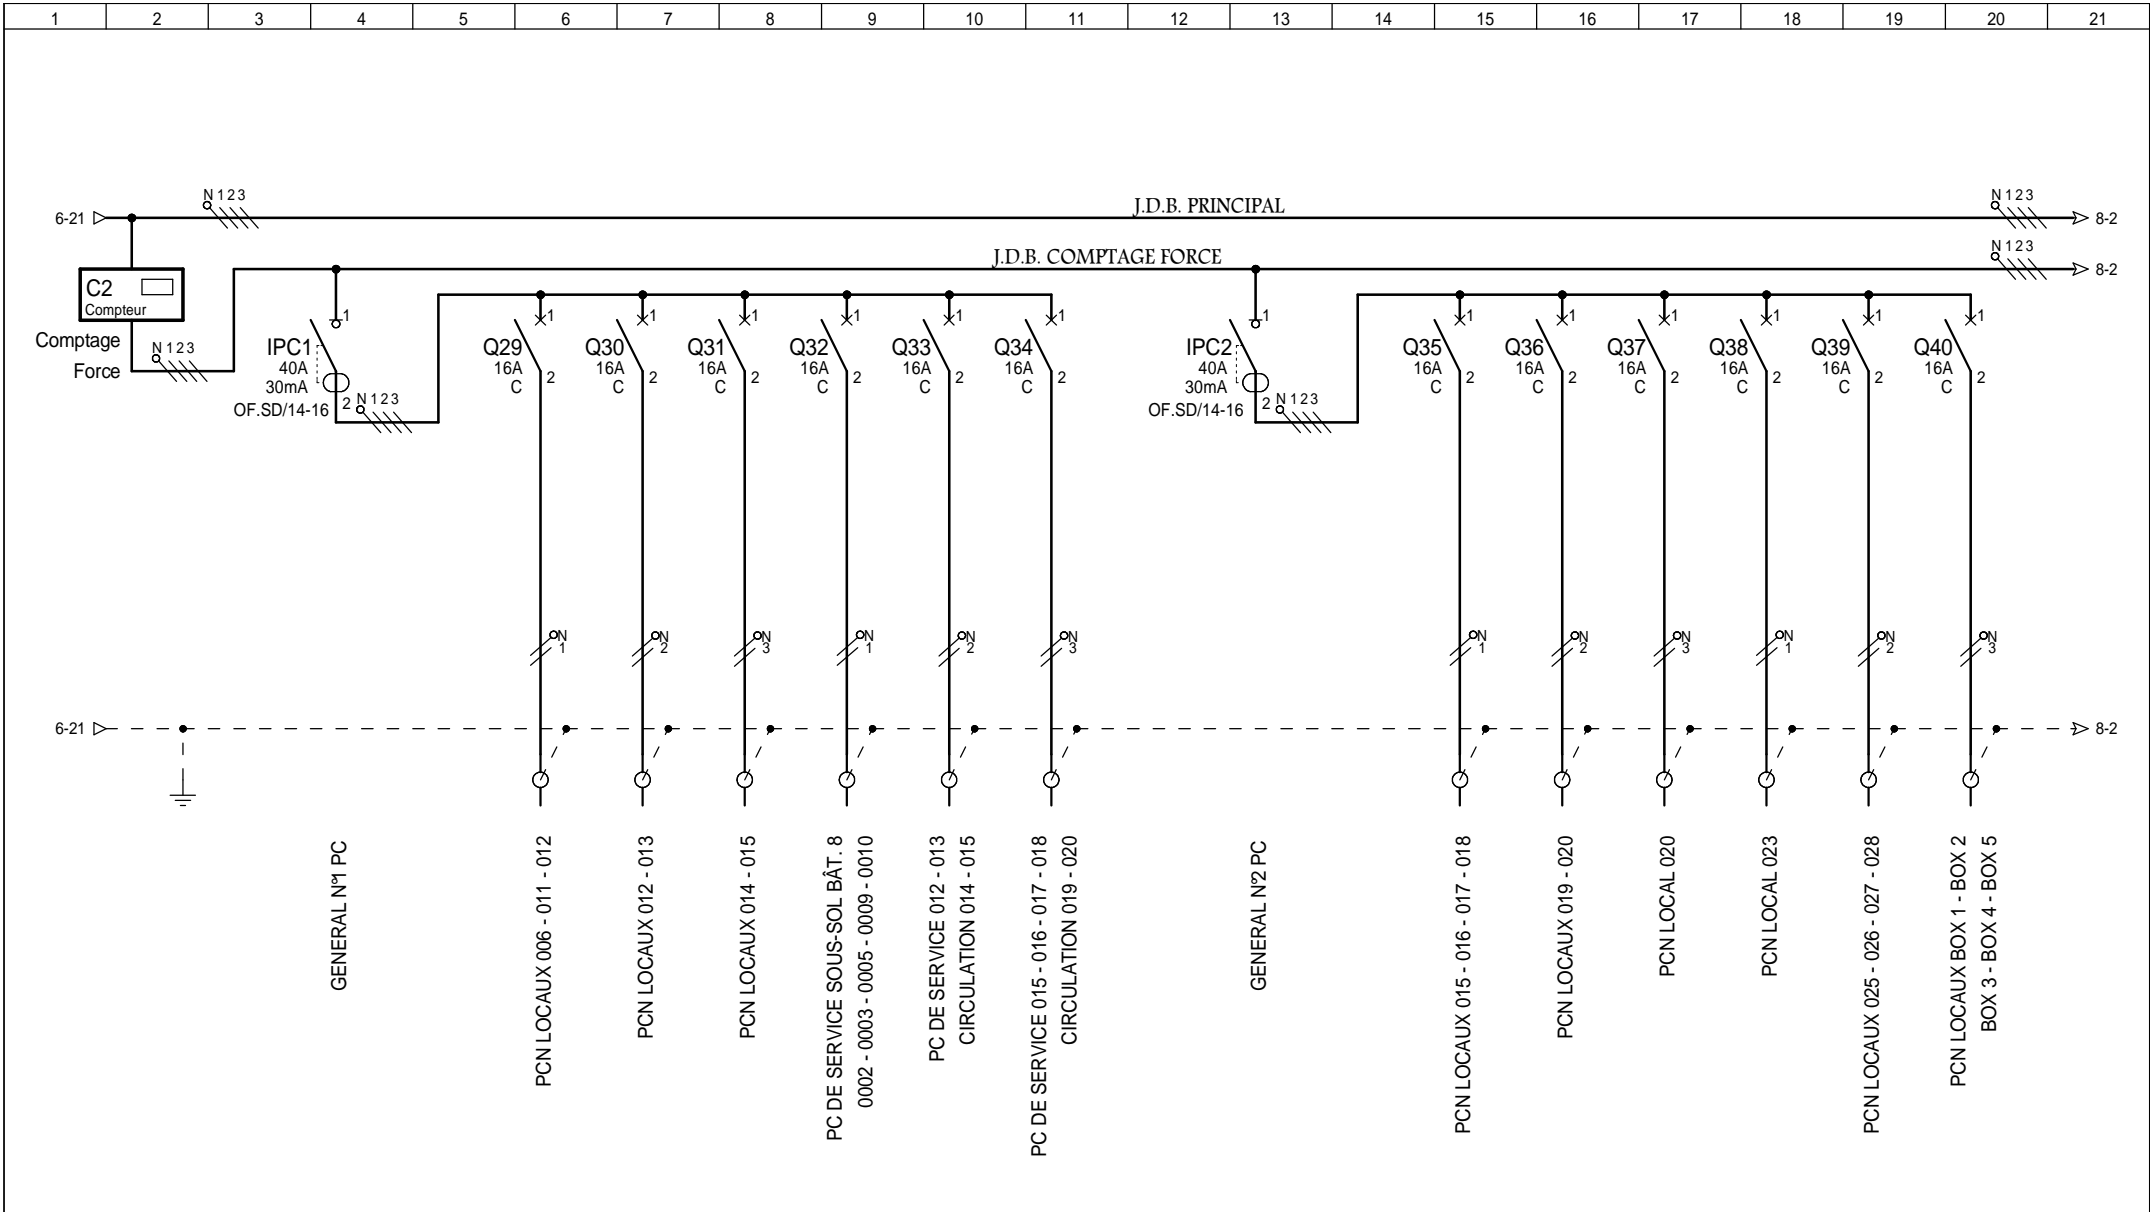 1 2 3 4 5 6 7 8 9 10 11 12 13 14 15 16 17 18 19 20 21
N 1 2 3
J.D.B. PRINCIPAL
N 1 2 3
6-21
8-2
J.D.B. COMPTAGE FORCE
N 1 2 3
8-2
C2
Compteur
Comptage
Force
N 1 2 3
1
IPC1
40A
30mA
OF.SD/14-16
2
N 1 2 3
1
Q29
16A
C
2
1
Q30
16A
C
2
1
Q31
16A
C
2
1
Q32
16A
C
2
1
Q33
16A
C
2
1
Q34
16A
C
2
1
IPC2
40A
30mA
OF.SD/14-16
2
N 1 2 3
1
Q35
16A
C
2
1
Q36
16A
C
2
1
Q37
16A
C
2
1
Q38
16A
C
2
1
Q39
16A
C
2
1
Q40
16A
C
2
N
1
N
2
N
3
N
1
N
2
N
3
N
1
N
2
N
3
N
1
N
2
N
3
6-21
8-2
GENERAL N°1 PC
PCN LOCAUX 006 - 011 - 012
PCN LOCAUX 012 - 013
PCN LOCAUX 014 - 015
PC DE SERVICE SOUS-SOL BÂT. 8
0002 - 0003 - 0005 - 0009 - 0010
PC DE SERVICE 012 - 013
CIRCULATION 014 - 015
PC DE SERVICE 015 - 016 - 017 - 018
CIRCULATION 019 - 020
GENERAL N°2 PC
PCN LOCAUX 015 - 016 - 017 - 018
PCN LOCAUX 019 - 020
PCN LOCAL 020
PCN LOCAL 023
PCN LOCAUX 025 - 026 - 027 - 028
PCN LOCAUX BOX 1 - BOX 2
BOX 3 - BOX 4 - BOX 5